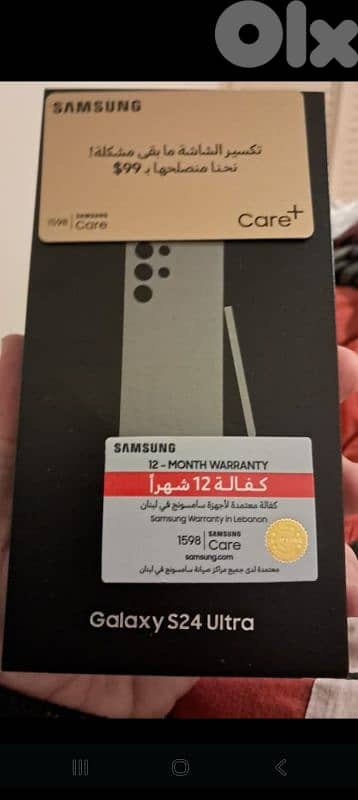 Olx
SAMSUNG
تكسير الشاشة ما بقى مشكلة!
نحنا منصلحها بـ 99$
1598 | SAMSUNG Care
Care+
SAMSUNG
12 - MONTH WARRANTY
كفالة 12 شهراً
كفالة معتمدة لأجهزة سامسونج في لبنان
Samsung Warranty in Lebanon
1598 | SAMSUNG Care
samsung.com
معتمدة لدى جميع مراكز صيانة سامسونج في لبنان
Galaxy S24 Ultra